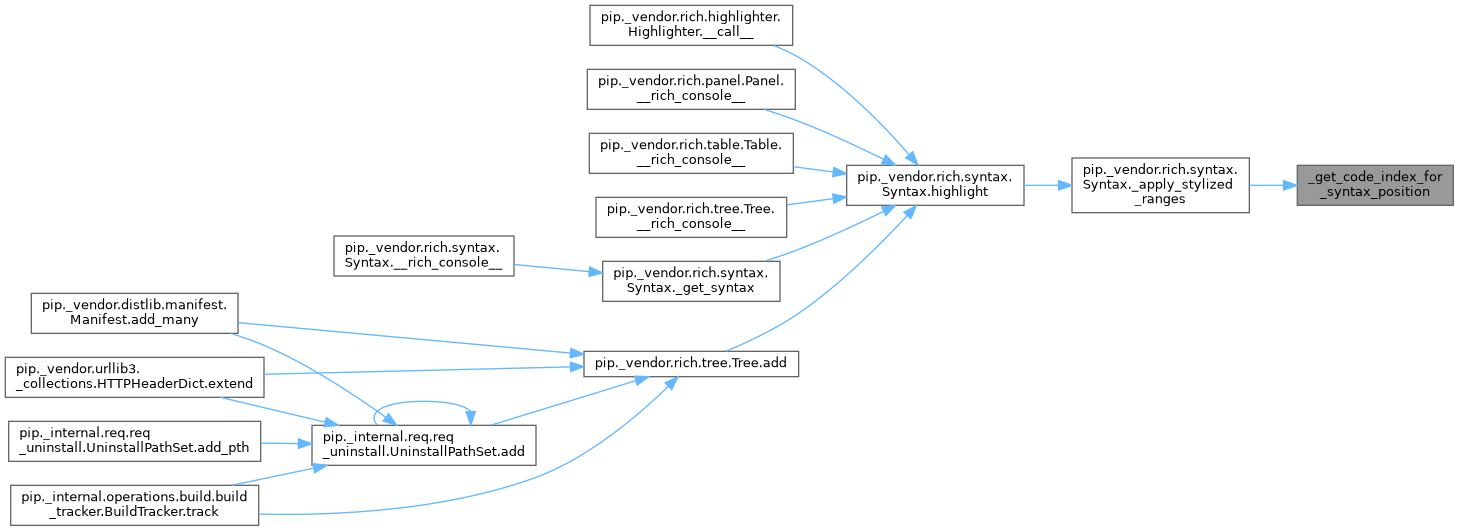 pip._vendor.rich.highlighter.
Highlighter.__call__
pip._vendor.rich.panel.Panel.
__rich_console__
pip._vendor.rich.table.Table.
__rich_console__
pip._vendor.rich.tree.Tree.
__rich_console__
pip._vendor.rich.syntax.
Syntax.__rich_console__
pip._vendor.rich.syntax.
Syntax._get_syntax
pip._vendor.rich.syntax.
Syntax.highlight
pip._vendor.rich.syntax.
Syntax._apply_stylized
_ranges
_get_code_index_for
_syntax_position
pip._vendor.distlib.manifest.
Manifest.add_many
pip._vendor.urllib3.
_collections.HTTPHeaderDict.extend
pip._vendor.rich.tree.Tree.add
pip._internal.req.req
_uninstall.UninstallPathSet.add_pth
pip._internal.req.req
_uninstall.UninstallPathSet.add
pip._internal.operations.build.build
_tracker.BuildTracker.track